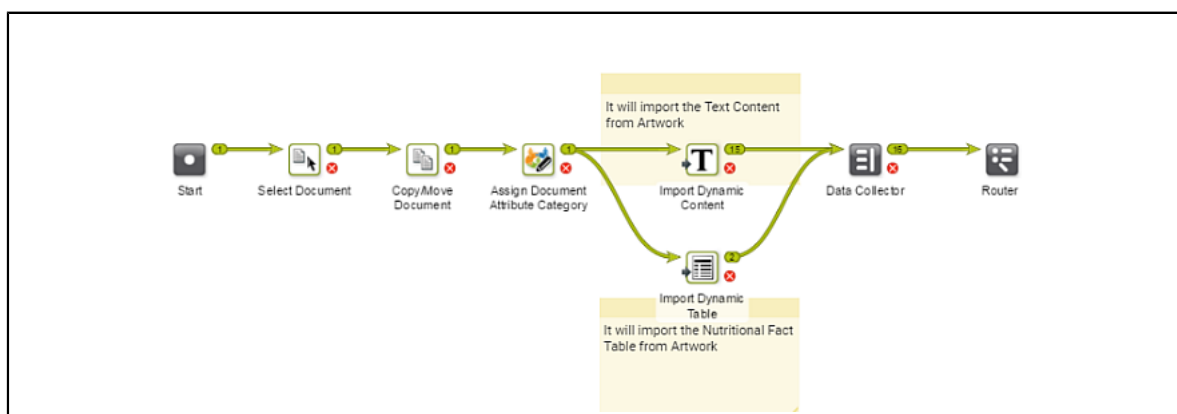 It will import the Text Content
from Artwork
1
1
1
1
15
16
T
Start
Select Document
Copy/Move
Document
Assign Document
Attribute Category
Import Dynamic
Content
Data Collector
Router
2
Import Dynamic
Table
It will import the Nutritional Fact
Table from Artwork